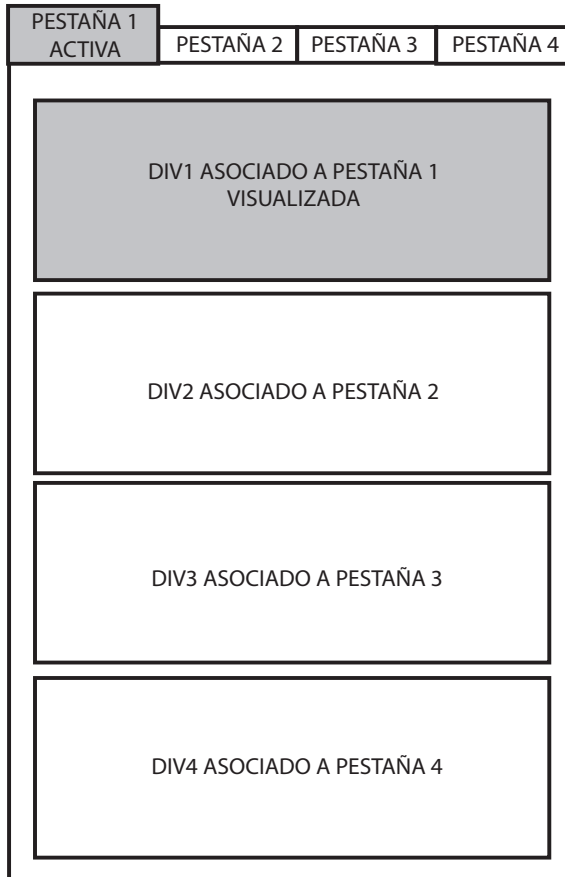 PESTAÑA 1
ACTIVA
PESTAÑA 2
PESTAÑA 3
PESTAÑA 4
DIV1 ASOCIADO A PESTAÑA 1
VISUALIZADA
DIV2 ASOCIADO A PESTAÑA 2
DIV3 ASOCIADO A PESTAÑA 3
DIV4 ASOCIADO A PESTAÑA 4